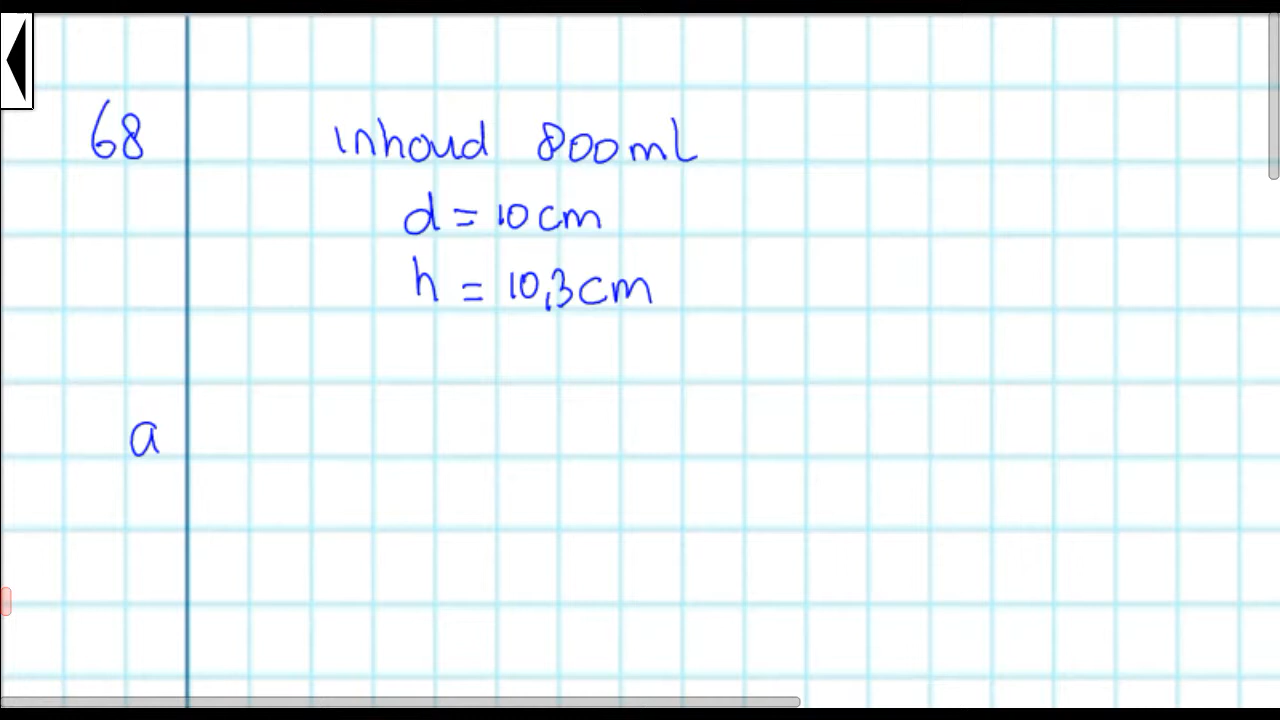 68 inhoud 800ml
d = 10cm
h = 10,3cm
a